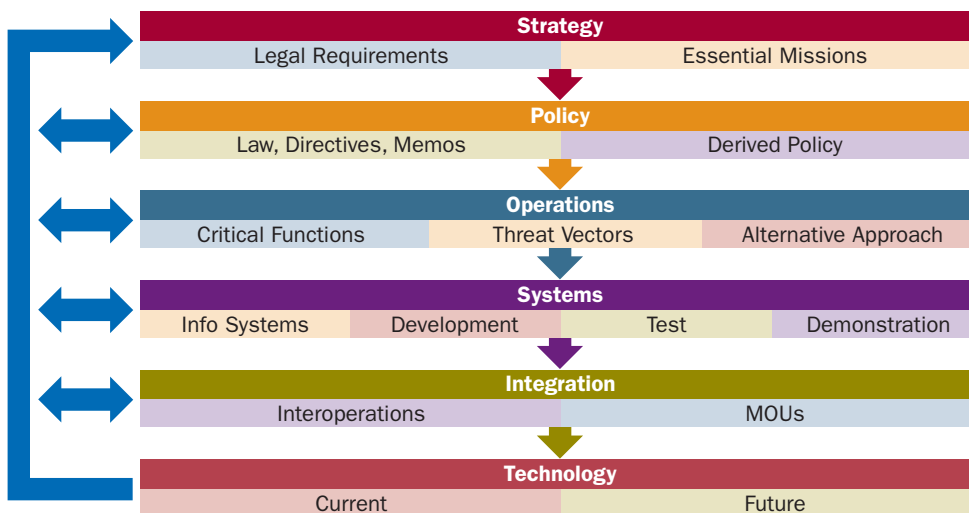 Strategy
Legal Requirements Essential Missions
Policy
Law, Directives, Memos Derived Policy
Operations
Critical Functions Threat Vectors Alternative Approach
Systems
Info Systems Development Test Demonstration
Integration
Interoperations MOUs
Technology
Current Future